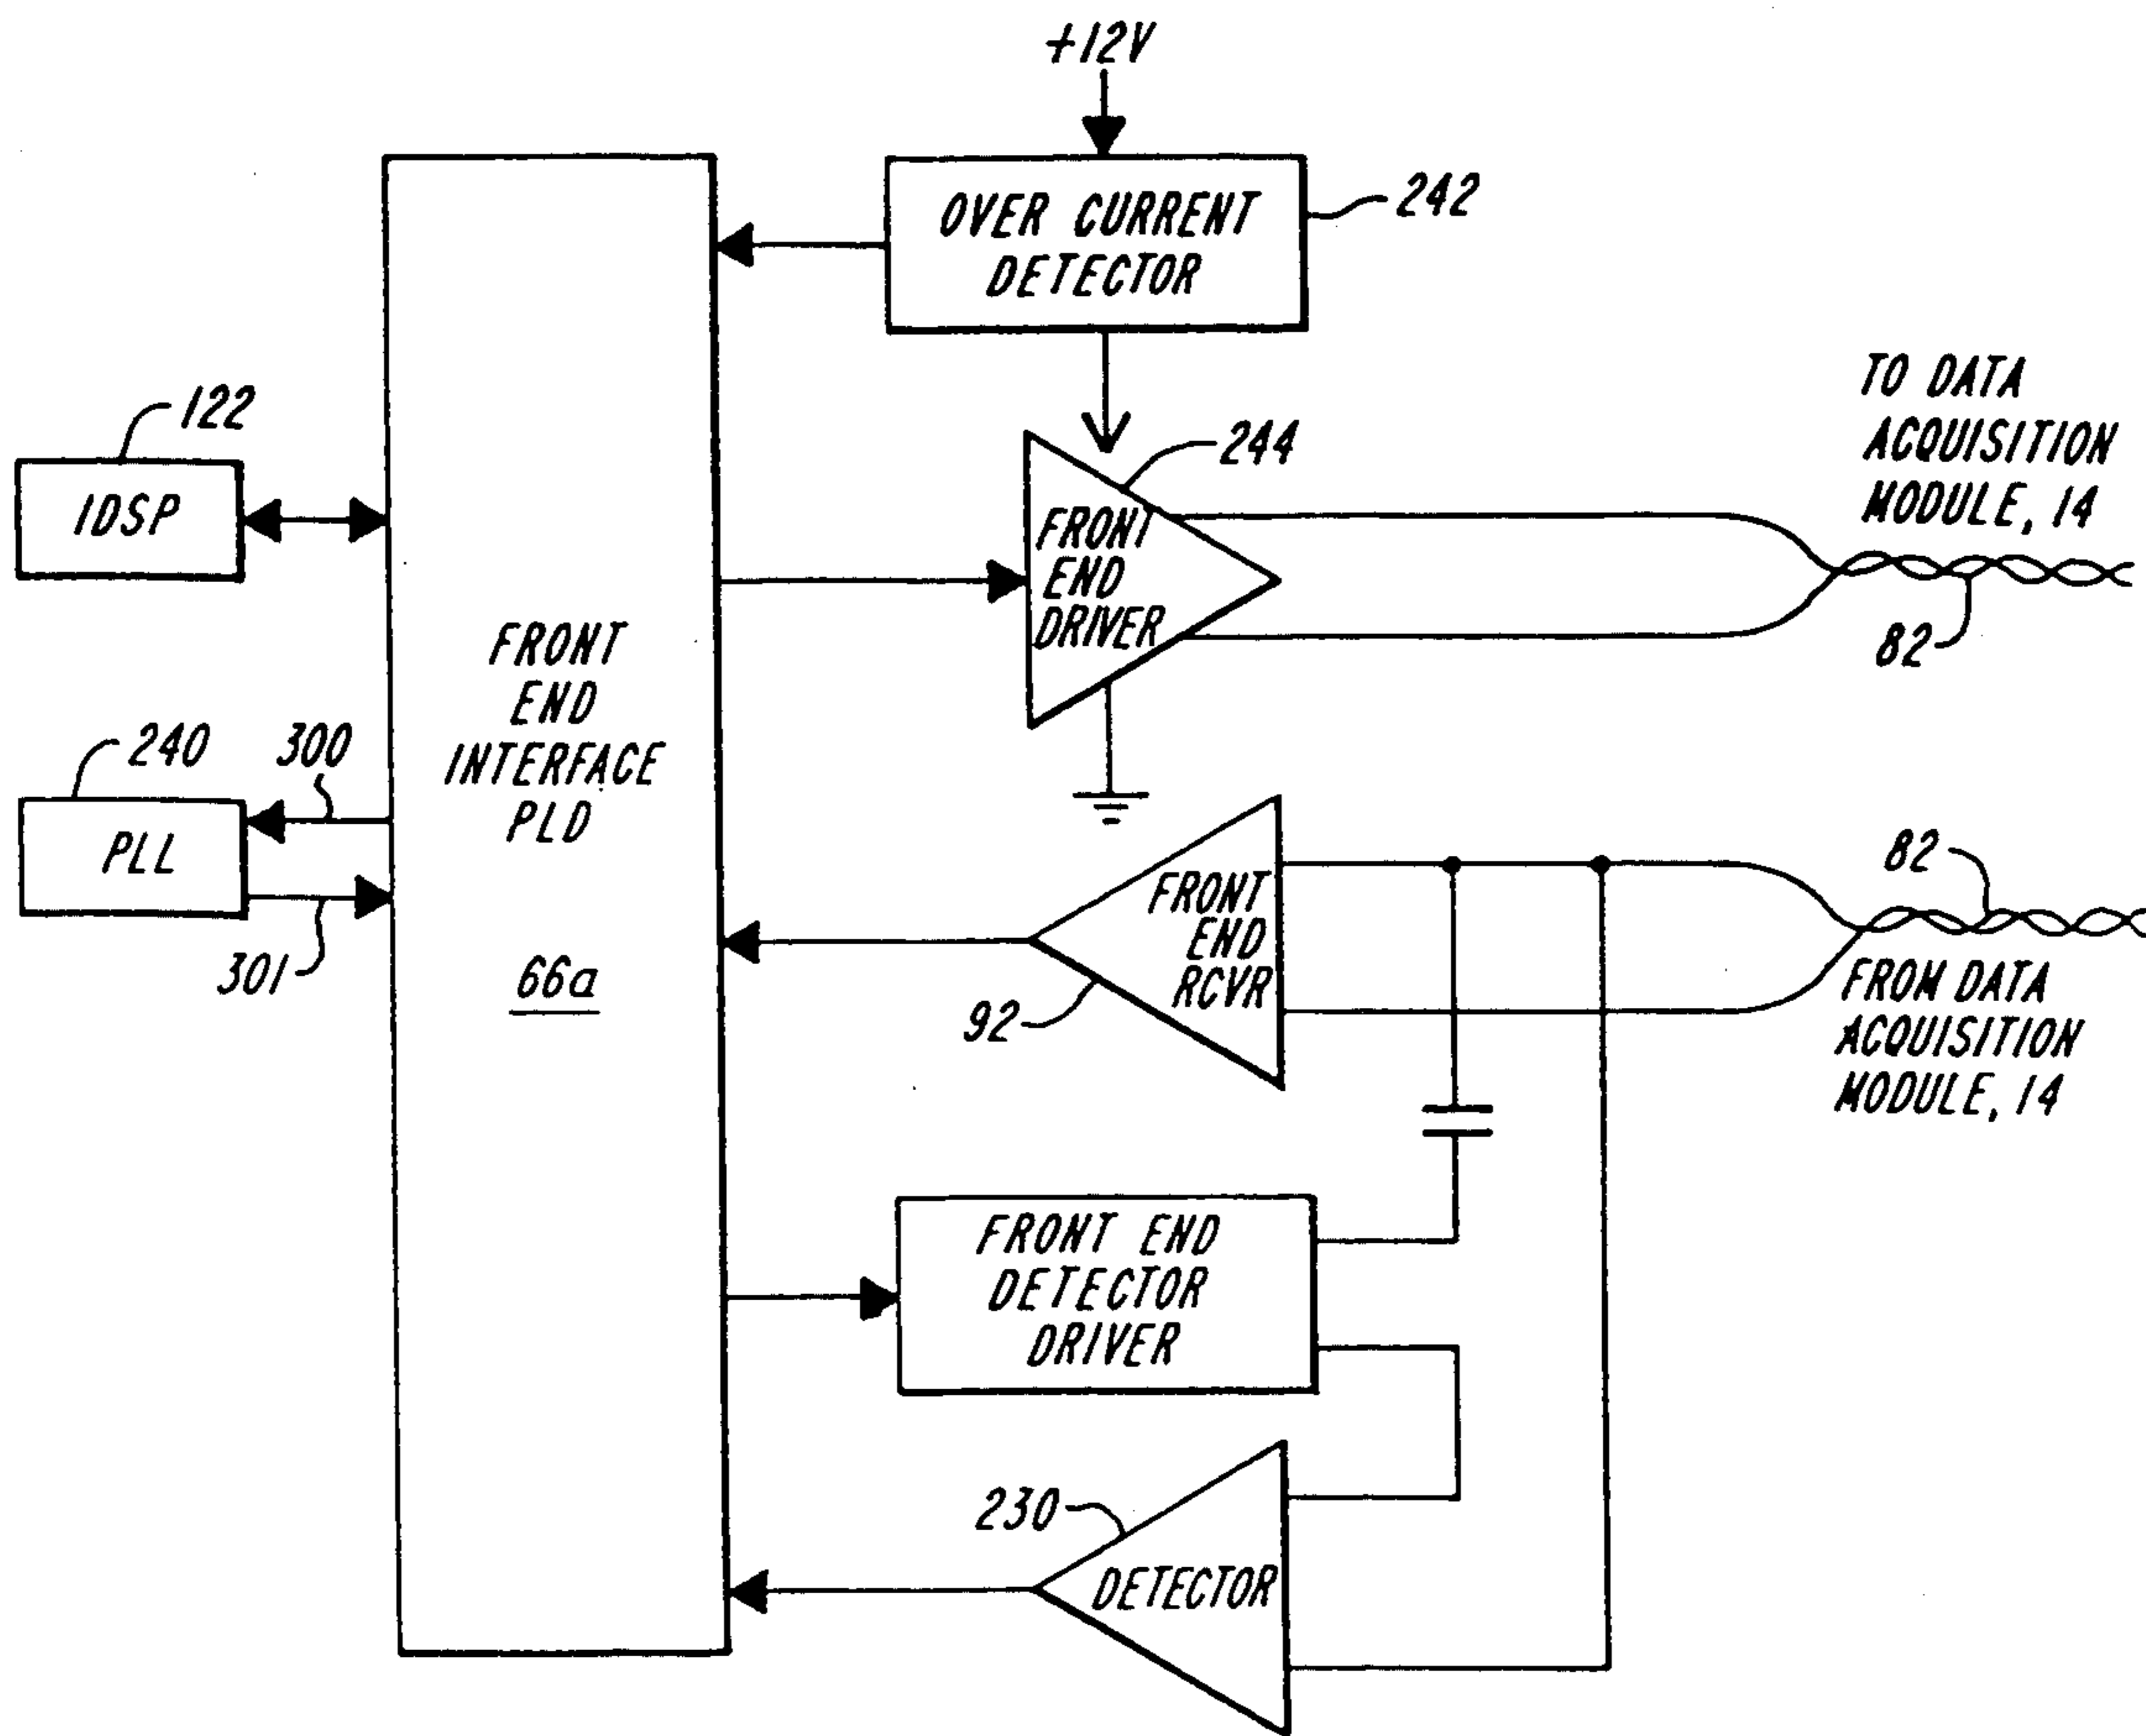 +12V
OVER CURRENT
DETECTOR
242
TO DATA
ACQUISITION
MODULE, 14
122
IDSP
244
FRONT
END
DRIVER
82
FRONT
END
INTERFACE
PLD
66a
240
300
PLL
301
82
FRONT
END
RCVR
92
FROM DATA
ACQUISITION
MODULE, 14
FRONT END
DETECTOR
DRIVER
230
DETECTOR